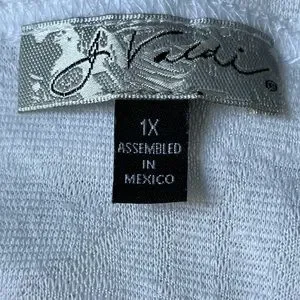 J. Valdi ®
1X
ASSEMBLED
IN
MEXICO